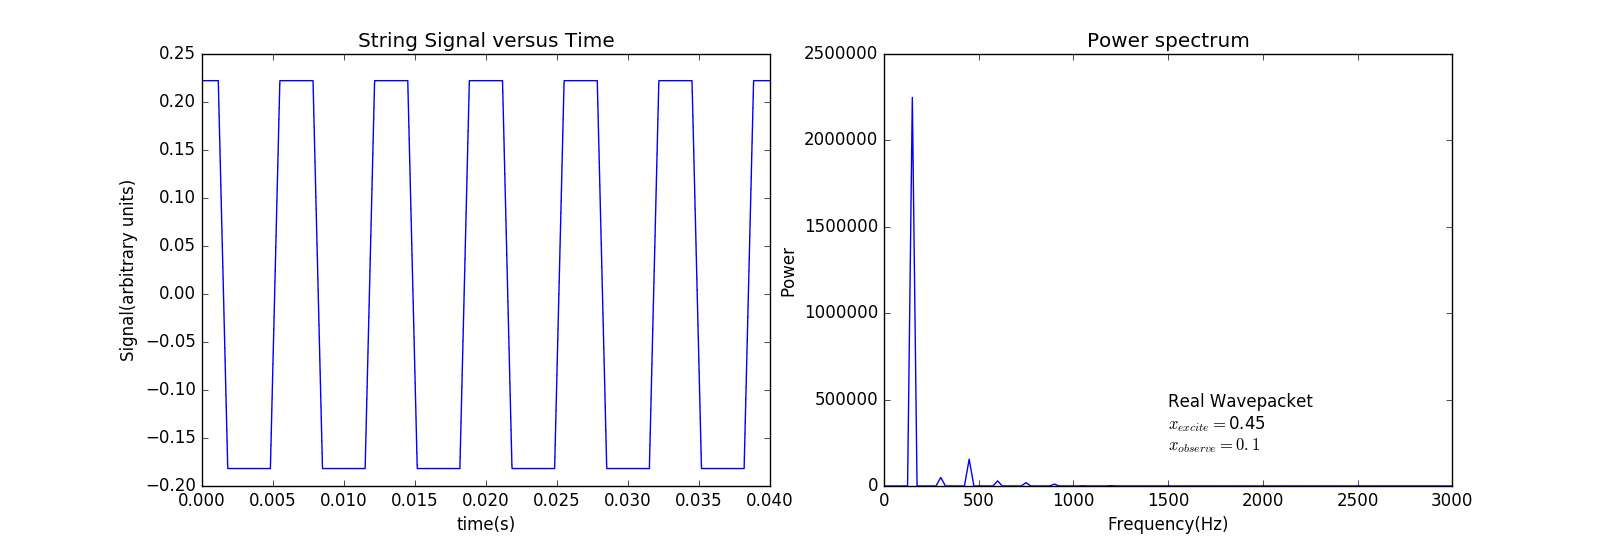 String Signal versus Time
0.25
0.20
0.15
0.10
0.05
0.00
−0.05
−0.10
−0.15
−0.20
Signal(arbitrary units)
0.000 0.005 0.010 0.015 0.020 0.025 0.030 0.035 0.040
time(s)
Power spectrum
2500000
2000000
1500000
1000000
500000
0
Power
Real Wavepacket
x_excite = 0.45
x_observe = 0.1
0 500 1000 1500 2000 2500 3000
Frequency(Hz)